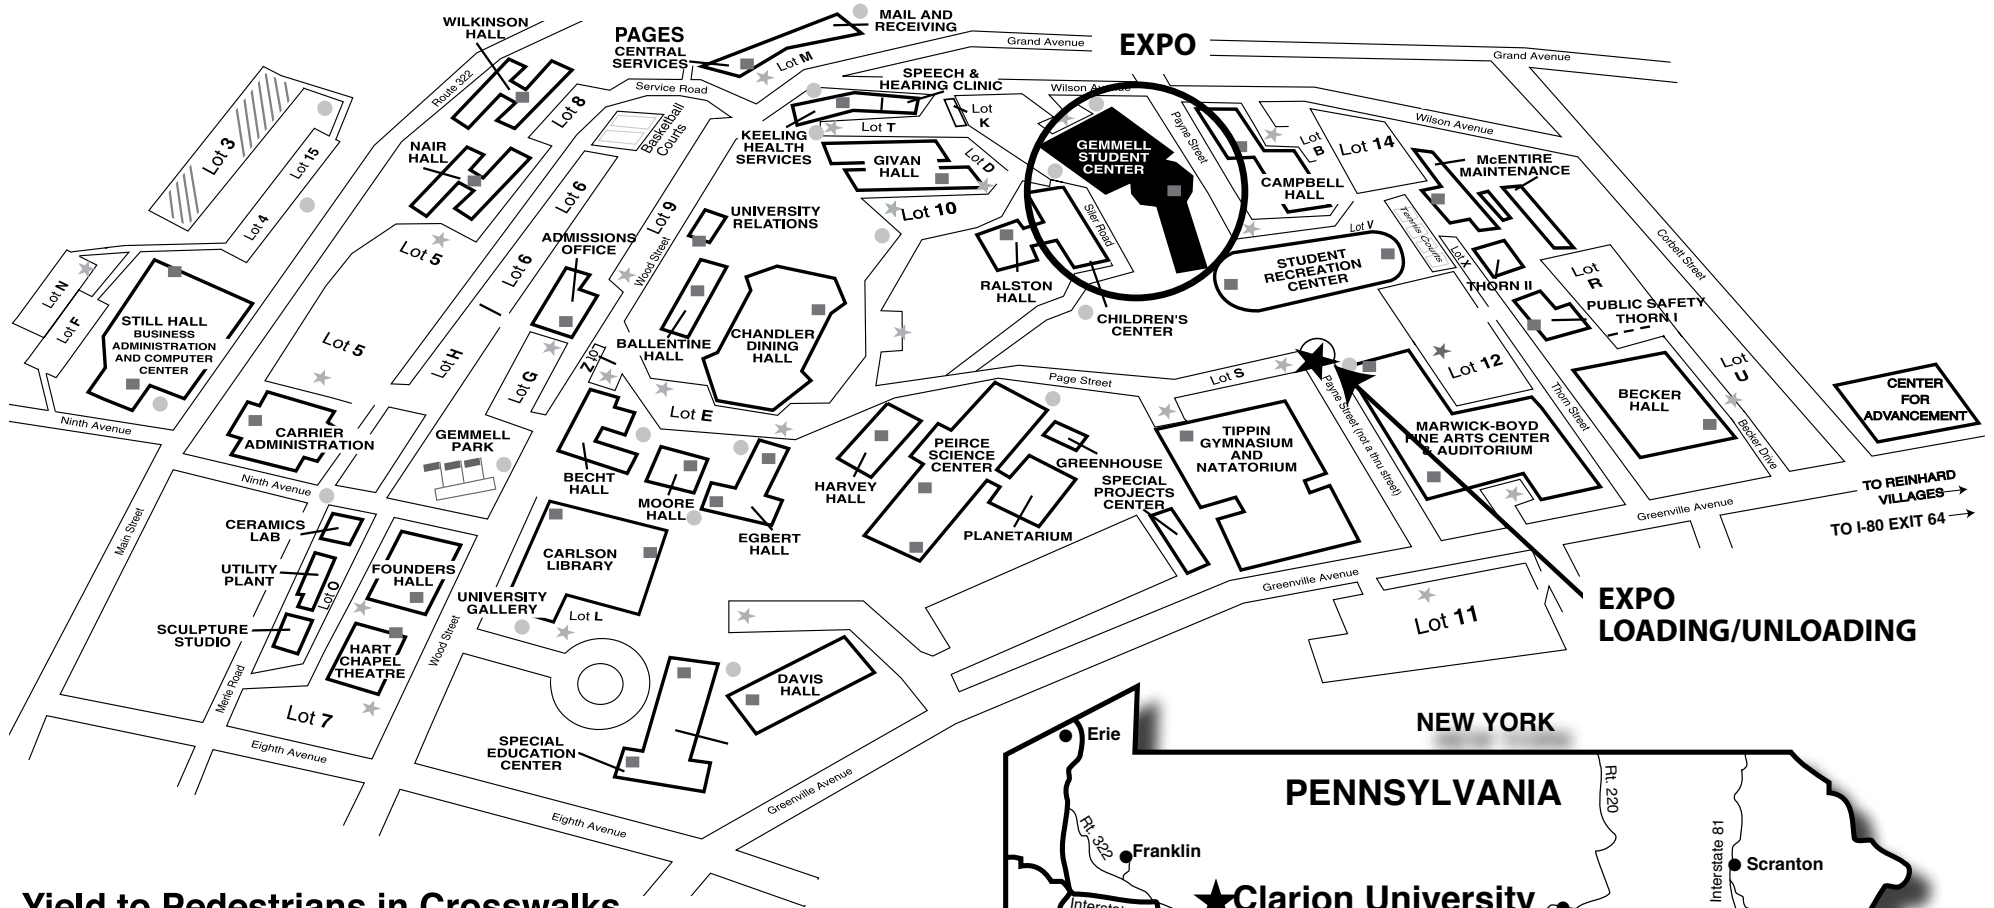 WILKINSON
HALL
PAGES
CENTRAL
SERVICES
MAIL AND
RECEIVING
Grand Avenue
EXPO
Grand Avenue
Lot M
Route 322
Service Road
SPEECH &
HEARING CLINIC
Wilson Avenue
Lot 8
Basketball
Courts
Lot
K
Lot T
KEELING
HEALTH
SERVICES
Payne Street
Wilson Avenue
Lot 3
Lot 15
NAIR
HALL
GIVAN
HALL
Lot D
GEMMELL
STUDENT
CENTER
Lot
B
Lot 14
McENTIRE
MAINTENANCE
CAMPBELL
HALL
Lot 4
Lot 6
Lot 9
UNIVERSITY
RELATIONS
Lot 10
Siler Road
Lot V
Tennis Courts
Lot X
Corbett Street
Lot 5
ADMISSIONS
OFFICE
Wood Street
Lot 6
STUDENT
RECREATION
CENTER
Lot
R
Lot N
Lot F
RALSTON
HALL
THORN II
PUBLIC SAFETY
THORN I
CHILDREN'S
CENTER
STILL HALL
BUSINESS
ADMINISTRATION
AND COMPUTER
CENTER
Lot 5
Lot H
BALLENTINE
HALL
CHANDLER
DINING
HALL
Lot Z
Lot G
Lot E
Page Street
Lot S
Lot 12
Lot
U
Thorn Street
BECKER
HALL
CENTER
FOR
ADVANCEMENT
Payne Street (not a thru street)
Ninth Avenue
CARRIER
ADMINISTRATION
GEMMELL
PARK
BECHT
HALL
MOORE
HALL
EGBERT
HALL
HARVEY
HALL
PEIRCE
SCIENCE
CENTER
GREENHOUSE
SPECIAL
PROJECTS
CENTER
PLANETARIUM
TIPPIN
GYMNASIUM
AND
NATATORIUM
MARWICK-BOYD
FINE ARTS CENTER
& AUDITORIUM
Becker Drive
Ninth Avenue
Main Street
CERAMICS
LAB
UTILITY
PLANT
Lot O
FOUNDERS
HALL
CARLSON
LIBRARY
Greenville Avenue
TO REINHARD
VILLAGES
TO I-80 EXIT 64
Greenville Avenue
UNIVERSITY
GALLERY
Lot L
SCULPTURE
STUDIO
HART
CHAPEL
THEATRE
Wood Street
Merle Road
Lot 11
EXPO
LOADING/UNLOADING
DAVIS
HALL
Lot 7
Eighth Avenue
SPECIAL
EDUCATION
CENTER
Greenville Avenue
Eighth Avenue
NEW YORK
Erie
PENNSYLVANIA
Rt. 220
Rt. 322
Franklin
Interstate 81
Scranton
Clarion University
Yield to Pedestrians in Crosswalks